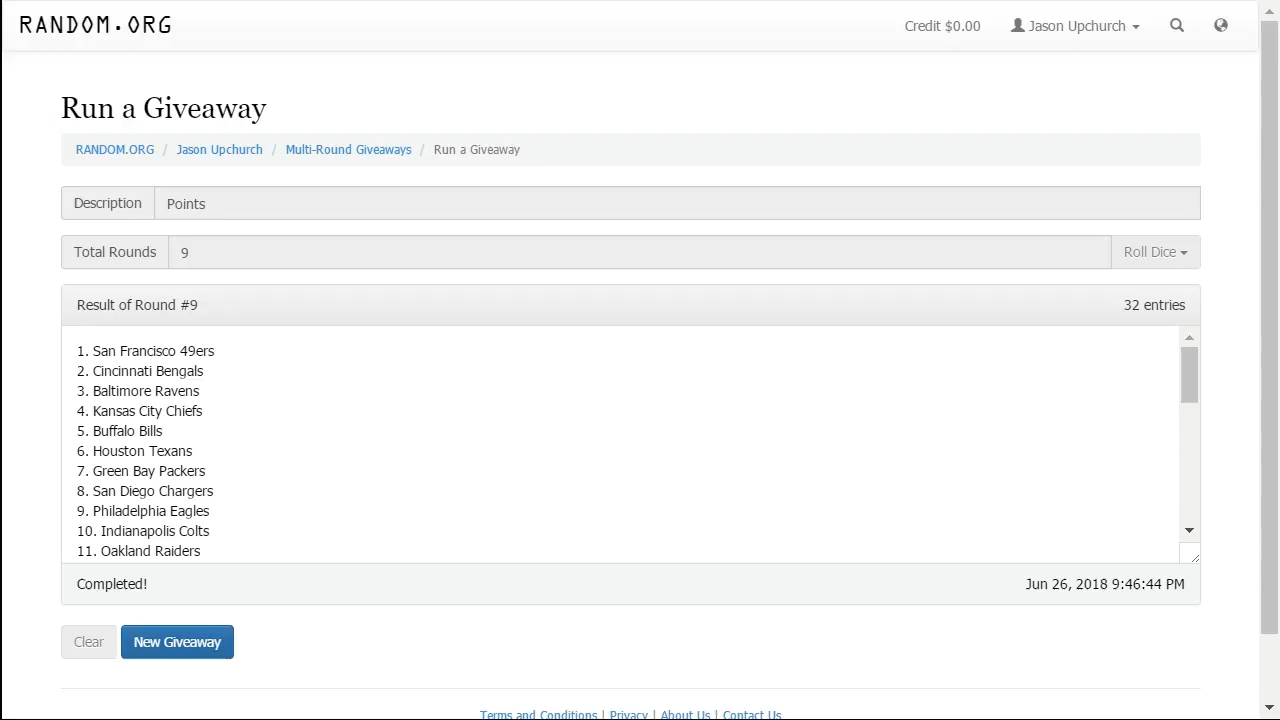 RANDOM.ORG
Credit $0.00 Jason Upchurch
Run a Giveaway
RANDOM.ORG / Jason Upchurch / Multi-Round Giveaways / Run a Giveaway
Description Points
Total Rounds 9 Roll Dice
Result of Round #9 32 entries
1. San Francisco 49ers
2. Cincinnati Bengals
3. Baltimore Ravens
4. Kansas City Chiefs
5. Buffalo Bills
6. Houston Texans
7. Green Bay Packers
8. San Diego Chargers
9. Philadelphia Eagles
10. Indianapolis Colts
11. Oakland Raiders
Completed! Jun 26, 2018 9:46:44 PM
Clear New Giveaway
Terms and Conditions | Privacy | About Us | Contact Us